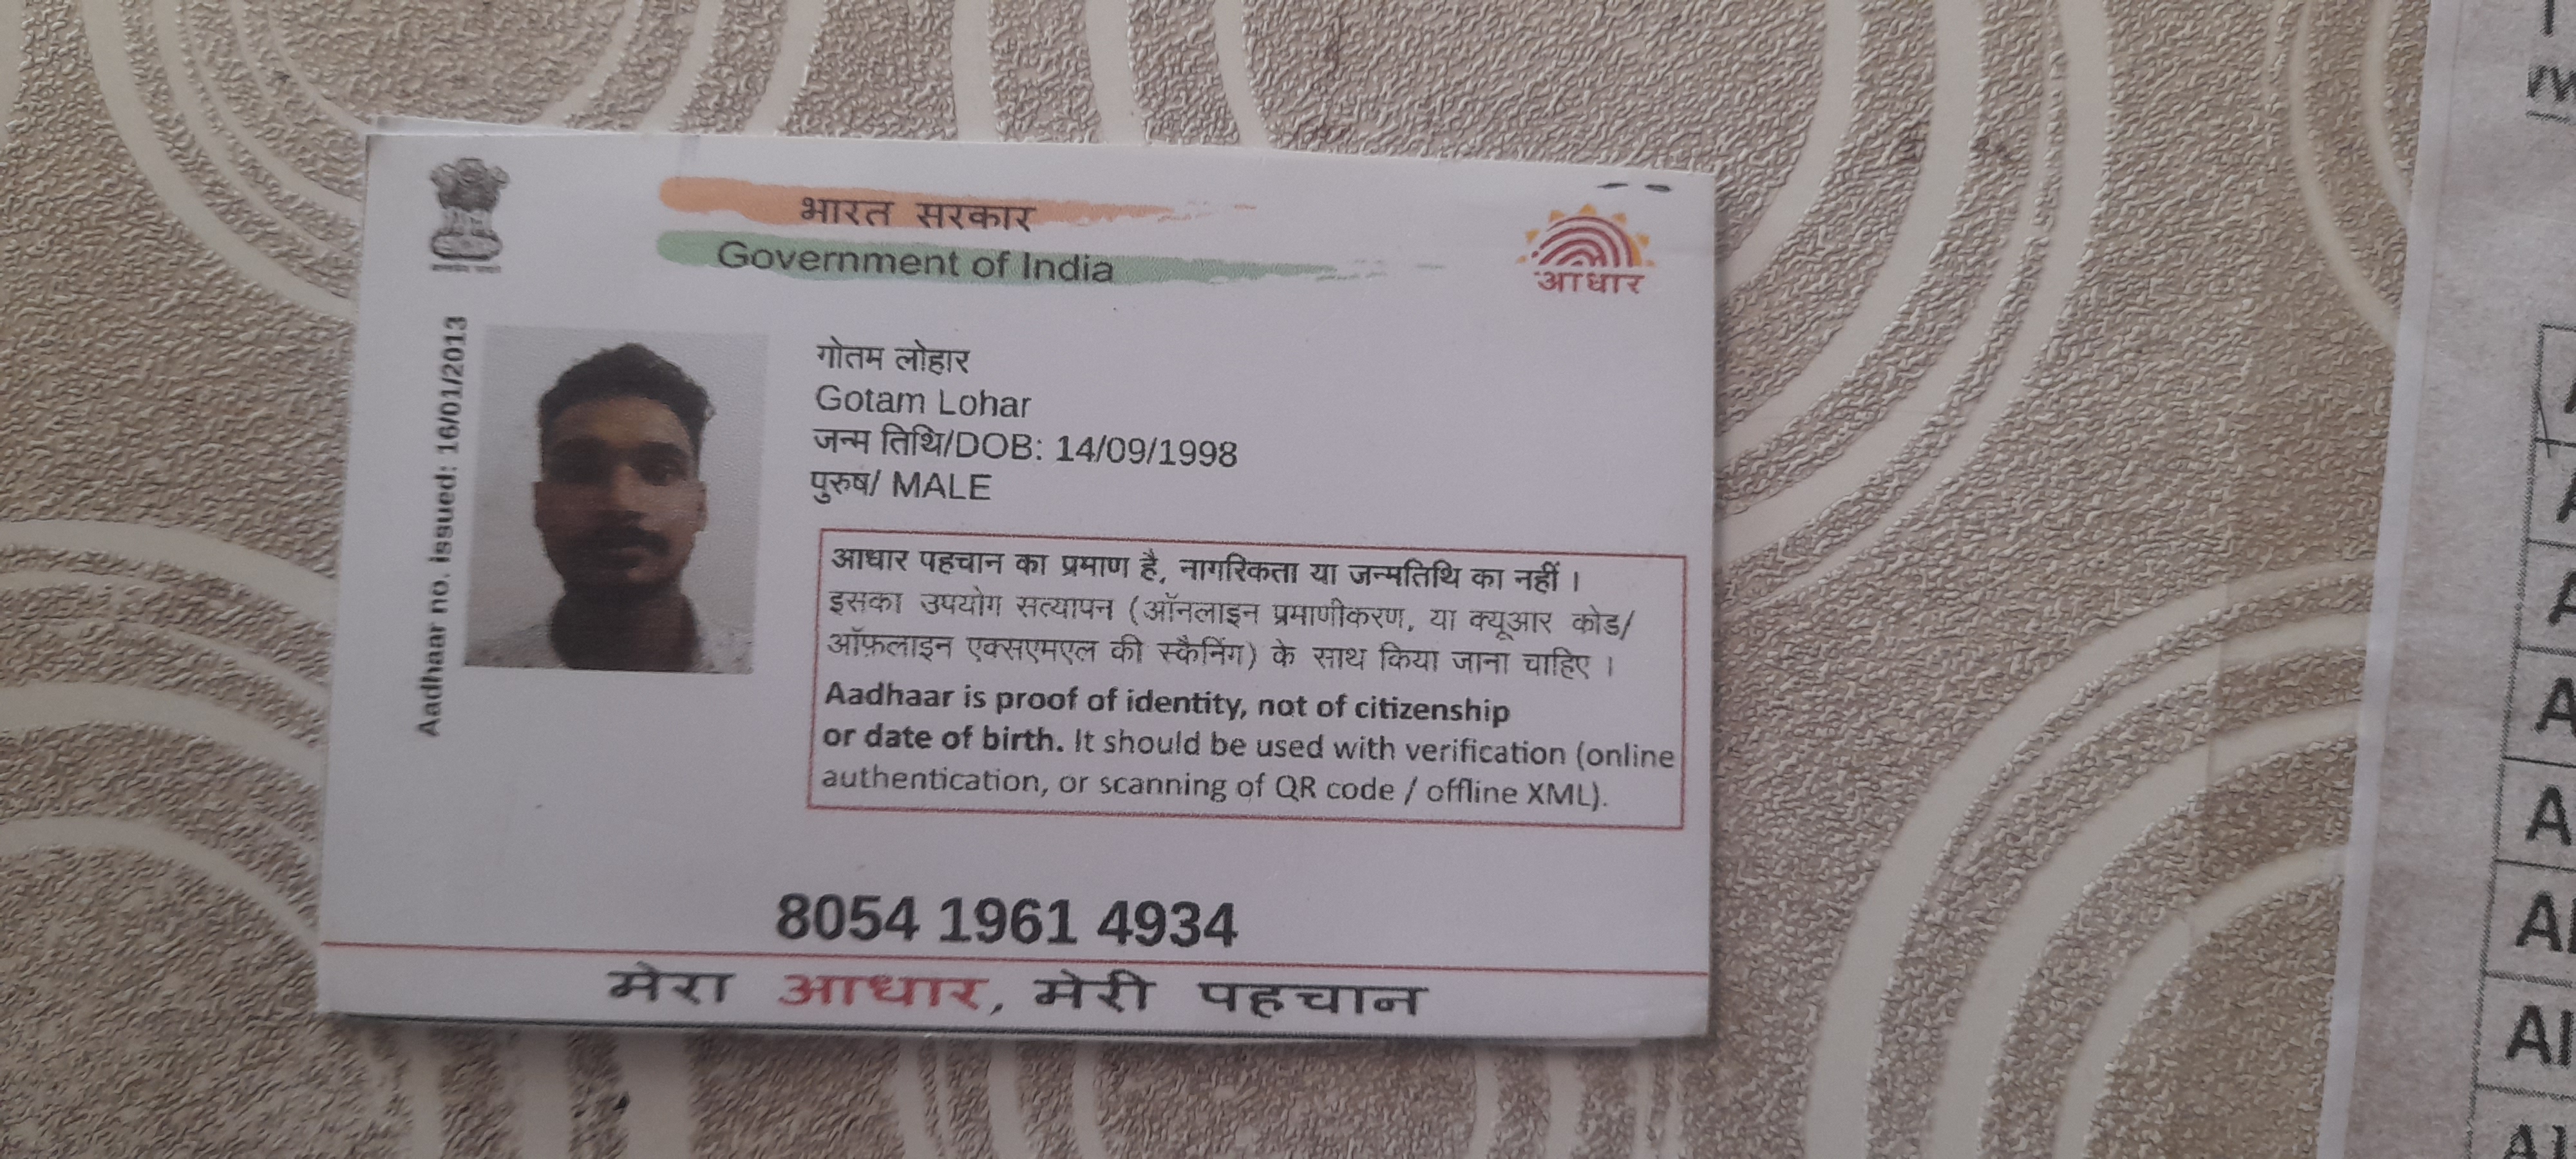 भारत सरकार
Government of India
आधार
Aadhaar no. issued: 16/01/2013
गोतम लोहार
Gotam Lohar
जन्म तिथि/DOB: 14/09/1998
पुरुष/ MALE
आधार पहचान का प्रमाण है, नागरिकता या जन्मतिथि का नहीं ।
इसका उपयोग सत्यापन (ऑनलाइन प्रमाणीकरण, या क्यूआर कोड/
ऑफ़लाइन एक्सएमएल की स्कैनिंग) के साथ किया जाना चाहिए ।
Aadhaar is proof of identity, not of citizenship
or date of birth. It should be used with verification (online
authentication, or scanning of QR code / offline XML).
8054 1961 4934
मेरा आधार, मेरी पहचान